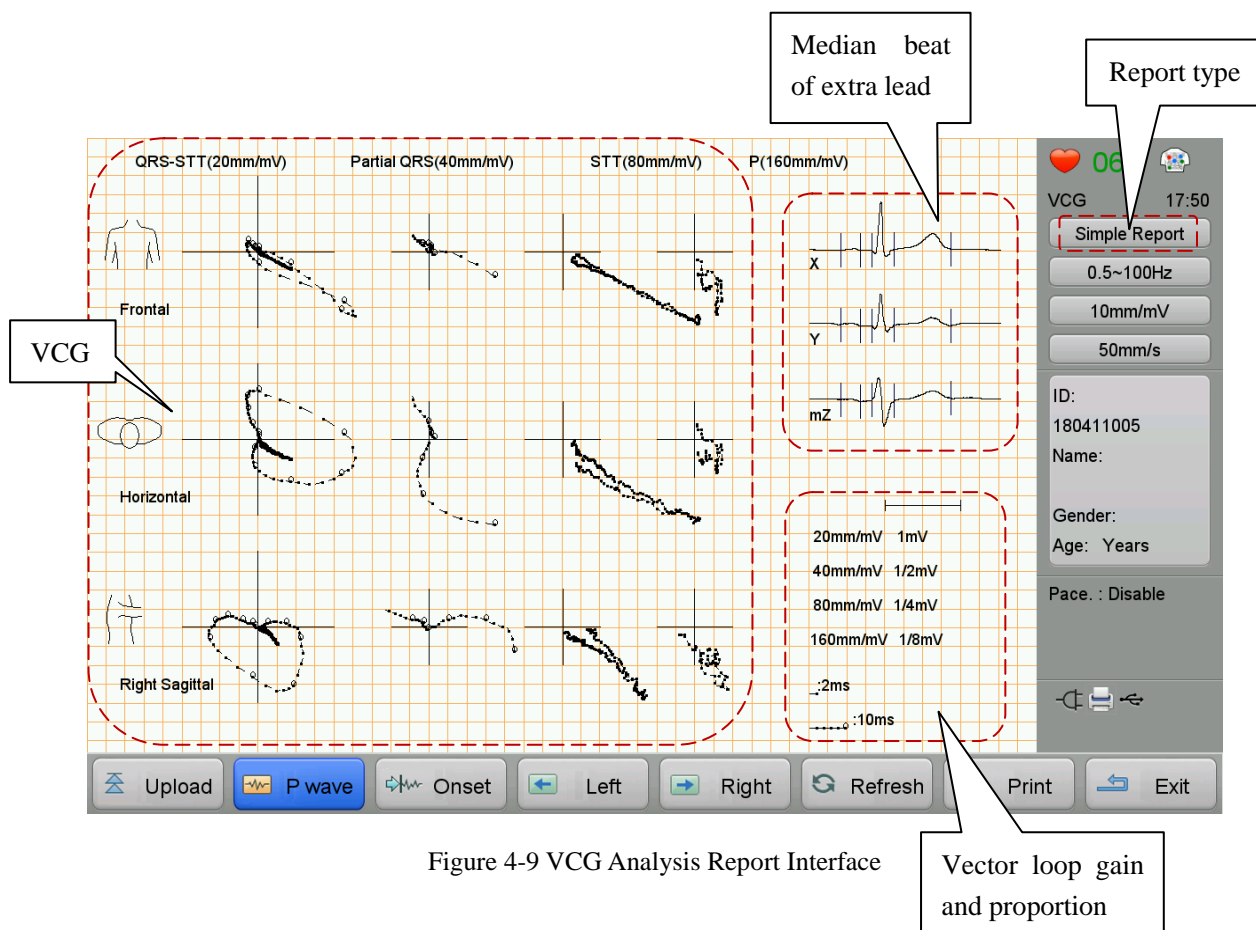 Median beat
of extra lead
Report type
QRS-STT(20mm/mV) Partial QRS(40mm/mV) STT(80mm/mV) P(160mm/mV)
06
VCG 17:50
Simple Report
0.5~100Hz
10mm/mV
50mm/s
X
Frontal
VCG
Y
mZ
ID:
180411005
Name:
Gender:
Age: Years
Horizontal
20mm/mV 1mV
40mm/mV 1/2mV
80mm/mV 1/4mV
160mm/mV 1/8mV
Pace. : Disable
Right Sagittal
:2ms
:10ms
Upload P wave Onset Left Right Refresh Print Exit
Figure 4-9 VCG Analysis Report Interface
Vector loop gain
and proportion